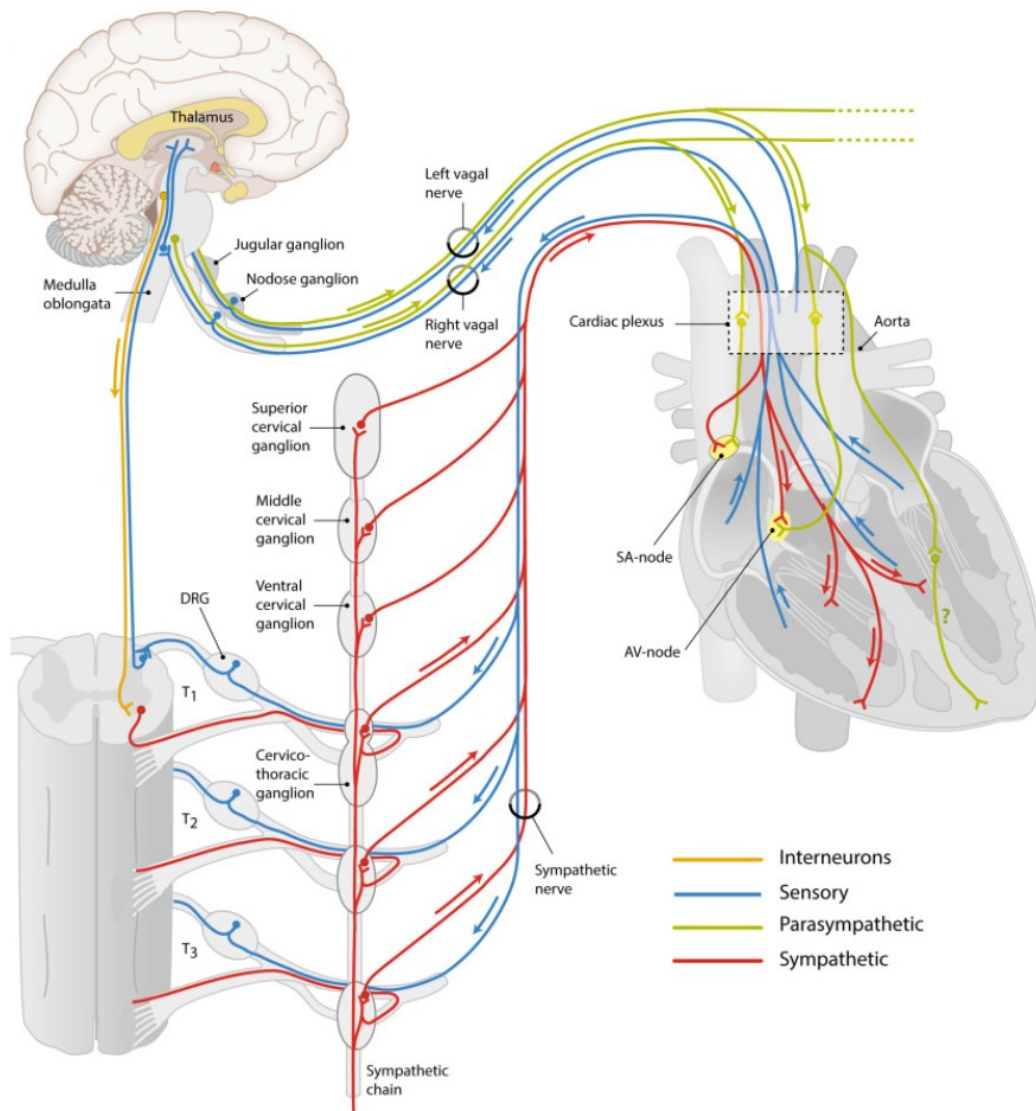 Thalamus
Left vagal
nerve
Jugular ganglion
Nodose ganglion
Medulla
oblongata
Right vagal
nerve
Cardiac plexus
Aorta
Superior
cervical
ganglion
Middle
cervical
ganglion
SA-node
Ventral
cervical
ganglion
DRG
?
AV-node
T1
Cervico-
thoracic
ganglion
T2
Sympathetic
nerve
Interneurons
Sensory
Parasympathetic
Sympathetic
T3
Sympathetic
chain